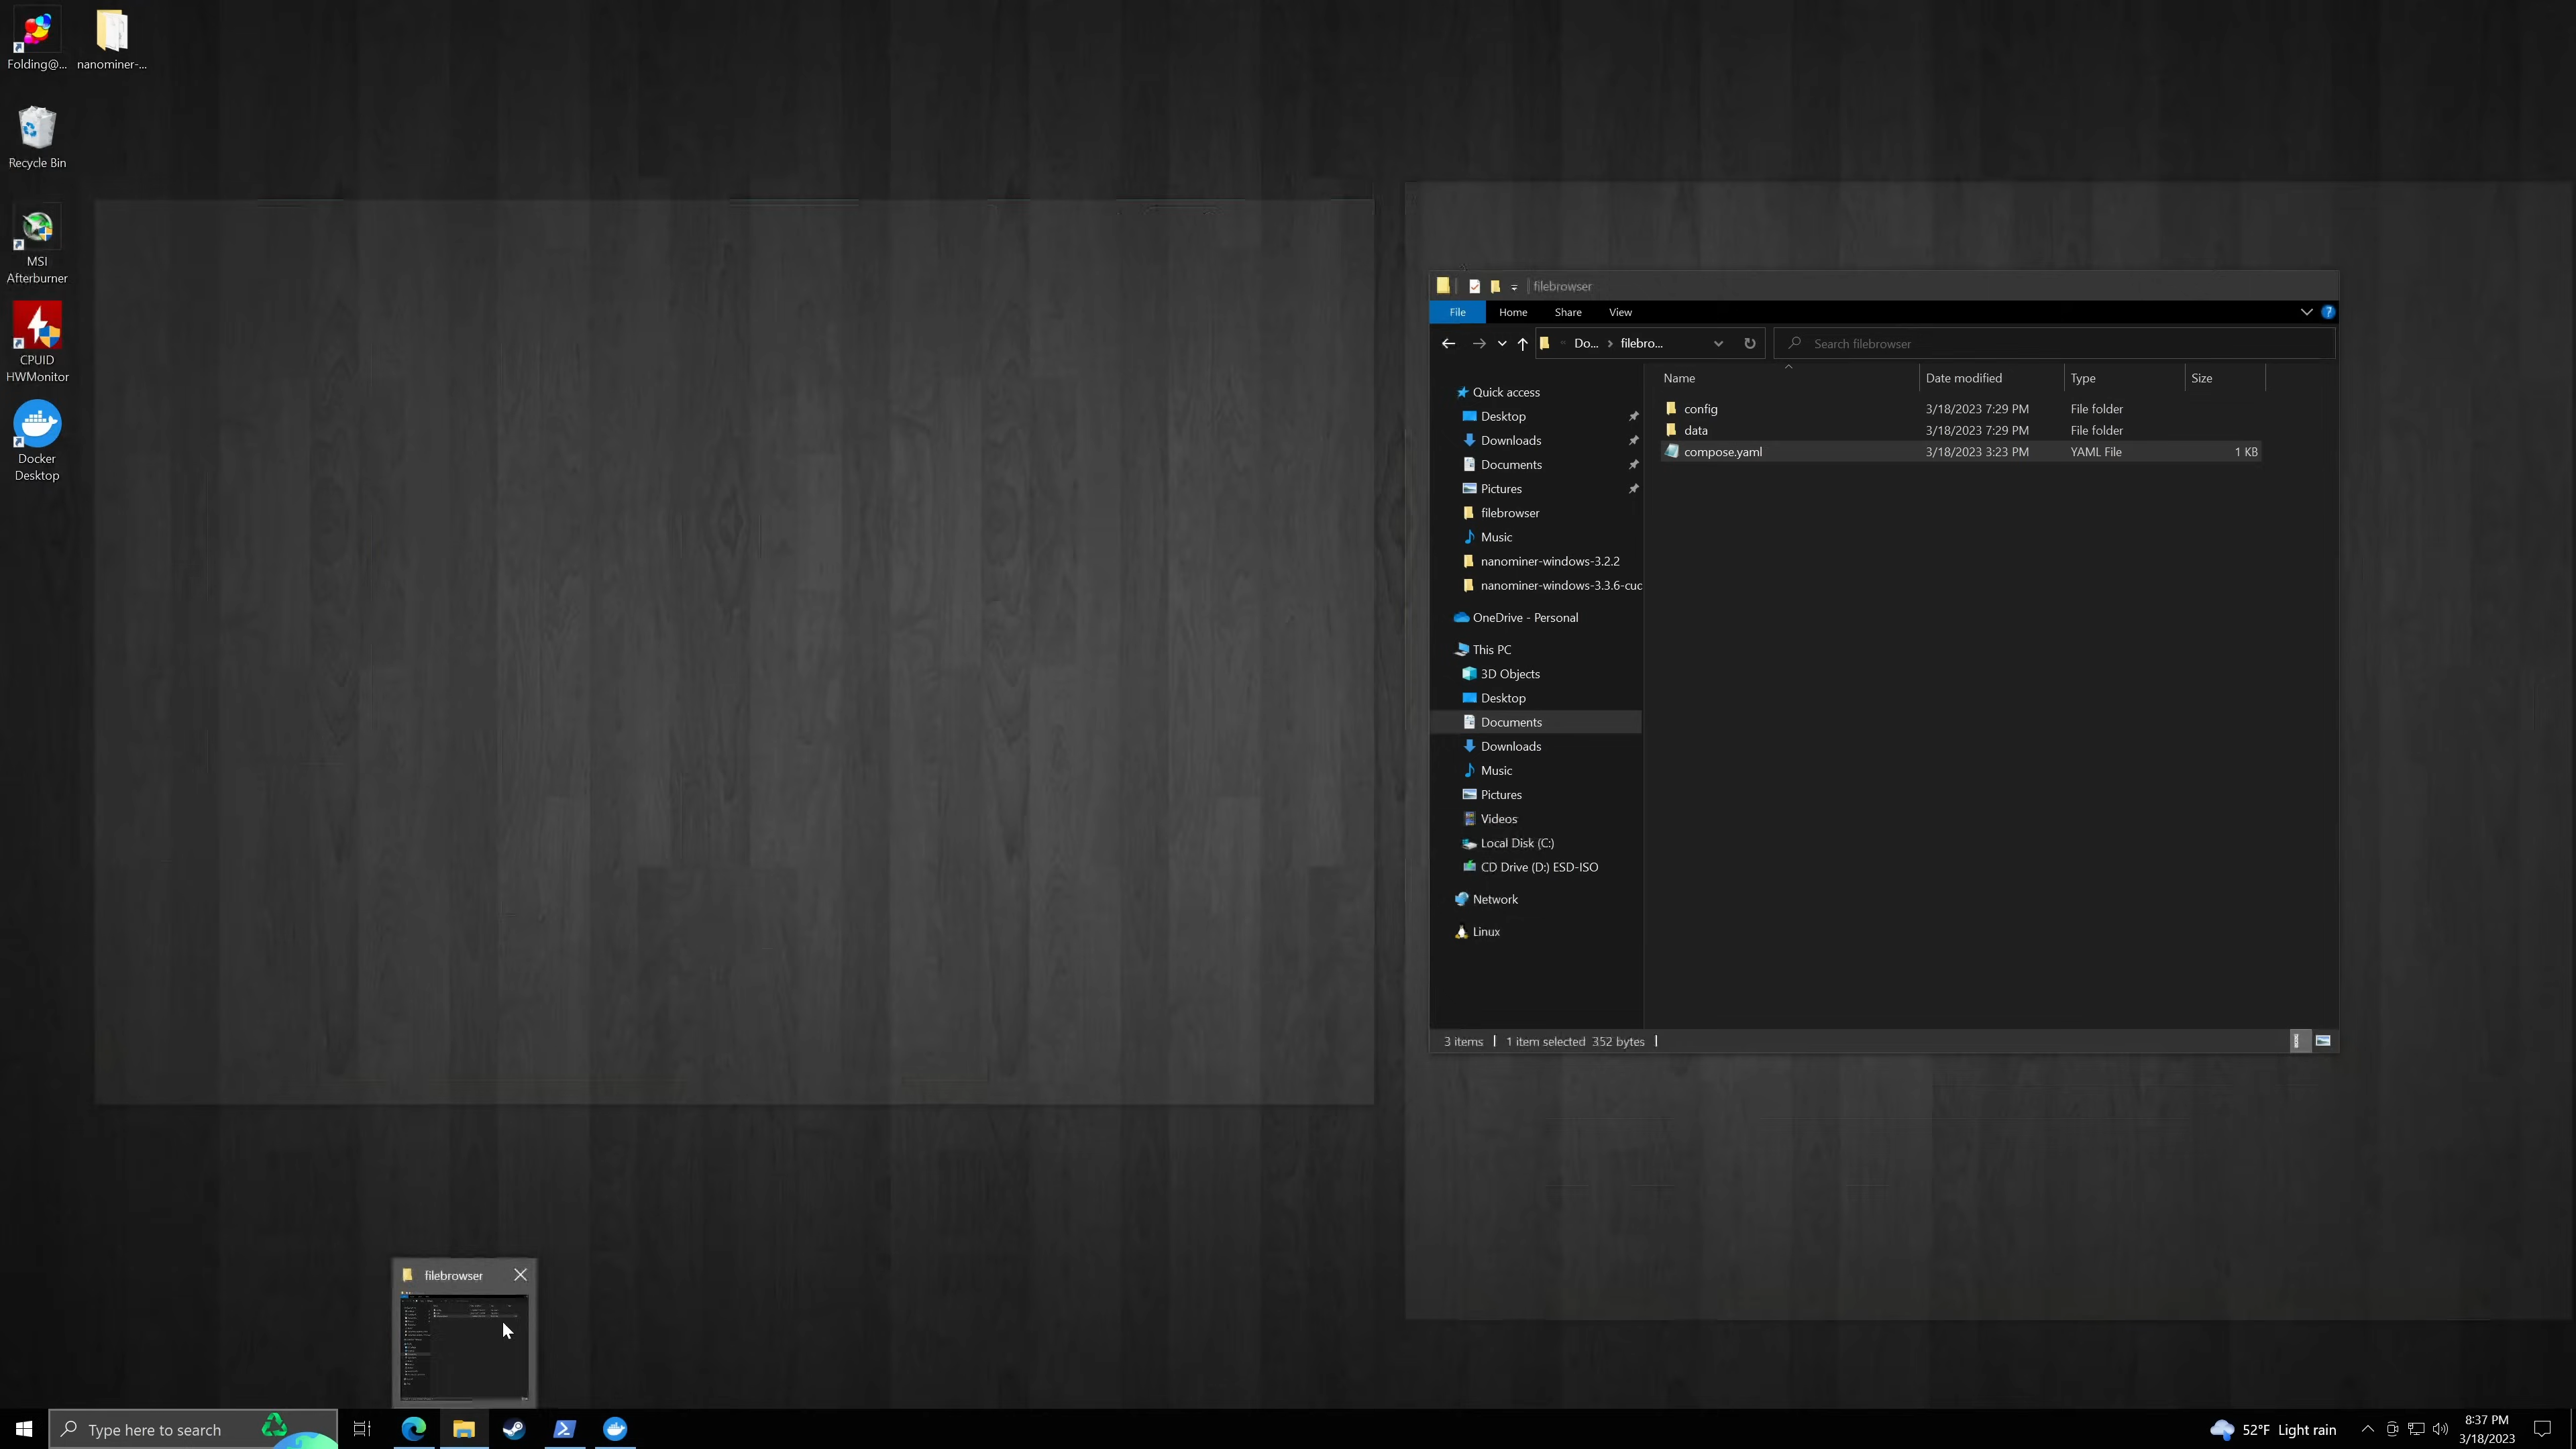 Folding@...
nanominer-...
Recycle Bin
MSI
Afterburner
CPUID
HWMonitor
Docker
Desktop
filebrowser
File Home Share View
Do... filebro...
Search filebrowser
Name Date modified Type Size
config 3/18/2023 7:29 PM File folder
data 3/18/2023 7:29 PM File folder
compose.yaml 3/18/2023 3:23 PM YAML File 1 KB
Quick access
Desktop
Downloads
Documents
Pictures
filebrowser
Music
nanominer-windows-3.2.2
nanominer-windows-3.3.6-cuc
OneDrive - Personal
This PC
3D Objects
Desktop
Documents
Downloads
Music
Pictures
Videos
Local Disk (C:)
CD Drive (D:) ESD-ISO
Network
Linux
3 items 1 item selected 352 bytes
filebrowser
Type here to search
52°F Light rain
8:37 PM
3/18/2023